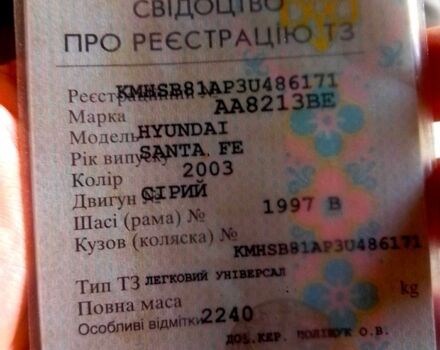 СВІДОЦТВО
ПРО РЕЄСТРАЦІЮ ТЗ
KMHSB81AP3U486171
Реєстраційний №
АА8213ВЕ
Марка
HYUNDAI
Модель
SANTA FE
Рік випуску
2003
Колір
СІРИЙ
Двигун №
1997 В
Шасі (рама) №
Кузов (коляска) №
KMHSB81AP3U486171
Тип ТЗ ЛЕГКОВИЙ УНІВЕРСАЛ
Повна маса kg
Особливі відмітки 2240
ДОВ.КЕР. ПОЛІЩУК О.В.